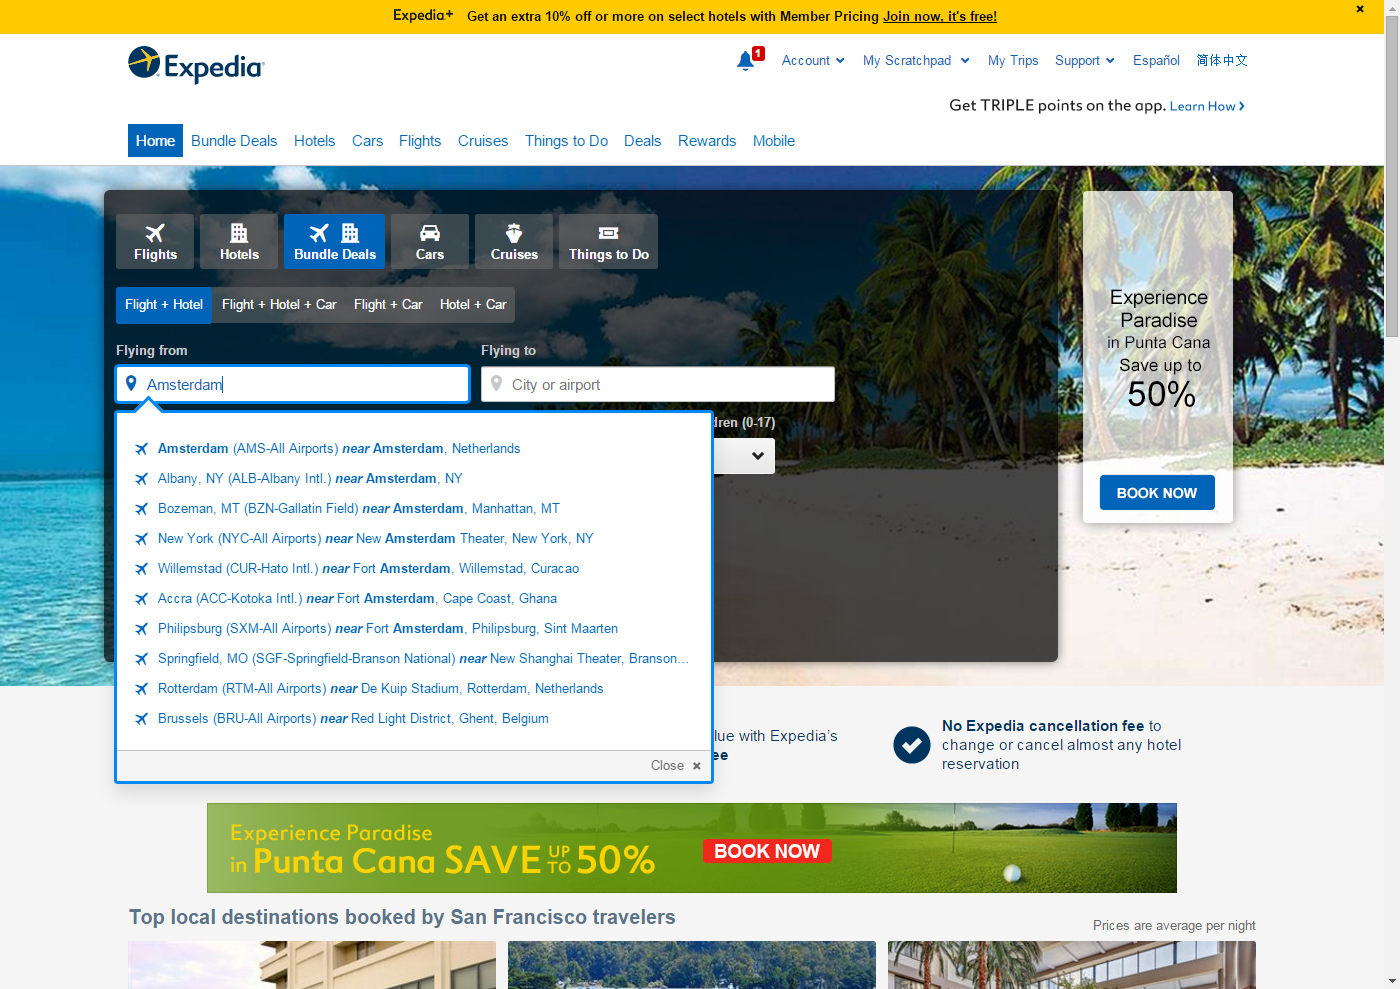 Expedia+ Get an extra 10% off or more on select hotels with Member Pricing Join now, it's free!
Expedia
1 Account My Scratchpad My Trips Support Español 简体中文
Get TRIPLE points on the app. Learn How
Home Bundle Deals Hotels Cars Flights Cruises Things to Do Deals Rewards Mobile
Flights Hotels Bundle Deals Cars Cruises Things to Do
Flight + Hotel Flight + Hotel + Car Flight + Car Hotel + Car
Flying from Flying to
Amsterdam City or airport
dren (0-17)
Amsterdam (AMS-All Airports) near Amsterdam, Netherlands
Albany, NY (ALB-Albany Intl.) near Amsterdam, NY
Bozeman, MT (BZN-Gallatin Field) near Amsterdam, Manhattan, MT
New York (NYC-All Airports) near New Amsterdam Theater, New York, NY
Willemstad (CUR-Hato Intl.) near Fort Amsterdam, Willemstad, Curacao
Accra (ACC-Kotoka Intl.) near Fort Amsterdam, Cape Coast, Ghana
Philipsburg (SXM-All Airports) near Fort Amsterdam, Philipsburg, Sint Maarten
Springfield, MO (SGF-Springfield-Branson National) near New Shanghai Theater, Branson...
Rotterdam (RTM-All Airports) near De Kuip Stadium, Rotterdam, Netherlands
Brussels (BRU-All Airports) near Red Light District, Ghent, Belgium
Close
Experience
Paradise
in Punta Cana
Save up to
50%
BOOK NOW
lue with Expedia's
ee
No Expedia cancellation fee to
change or cancel almost any hotel
reservation
Experience Paradise
in Punta Cana SAVE UP TO 50% BOOK NOW
Top local destinations booked by San Francisco travelers
Prices are average per night